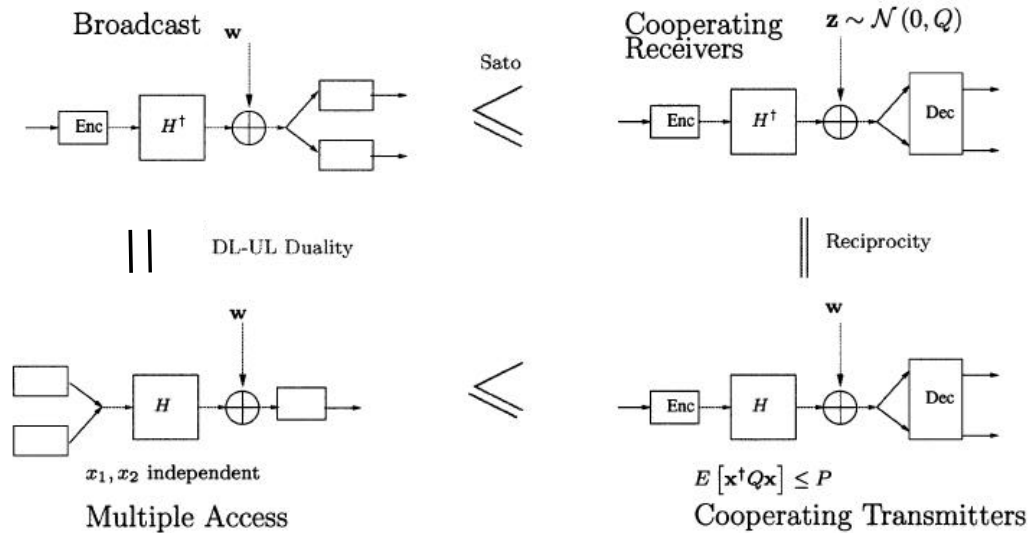 Broadcast
w
Enc
H†
Sato
Cooperating
Receivers
z ∼ N (0, Q)
Enc
H†
Dec
DL-UL Duality
Reciprocity
w
H
x₁, x₂ independent
Multiple Access
w
Enc
H
Dec
E [x†Qx] ≤ P
Cooperating Transmitters